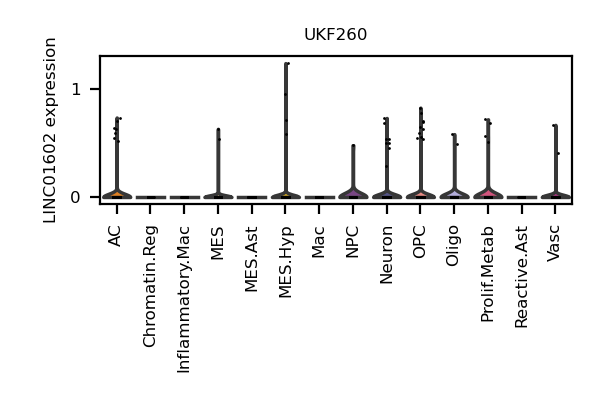 UKF260
LINC01602 expression
1
0
AC
Chromatin.Reg
Inflammatory.Mac
MES
MES.Ast
MES.Hyp
Mac
NPC
Neuron
OPC
Oligo
Prolif.Metab
Reactive.Ast
Vasc